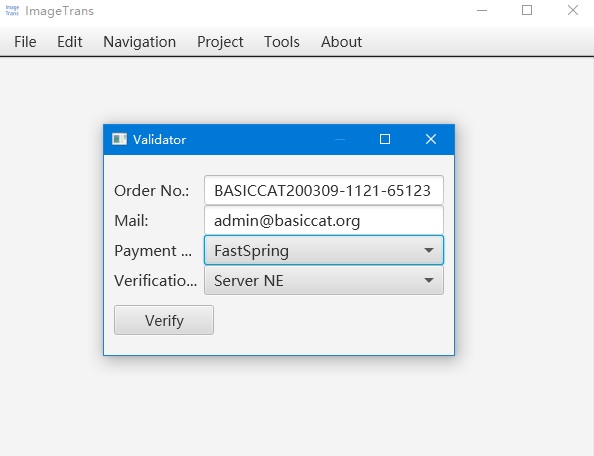 Image
Trans
ImageTrans
File Edit Navigation Project Tools About
Validator
Order No.: BASICCAT200309-1121-65123
Mail: admin@basiccat.org
Payment ... FastSpring
Verificatio... Server NE
Verify